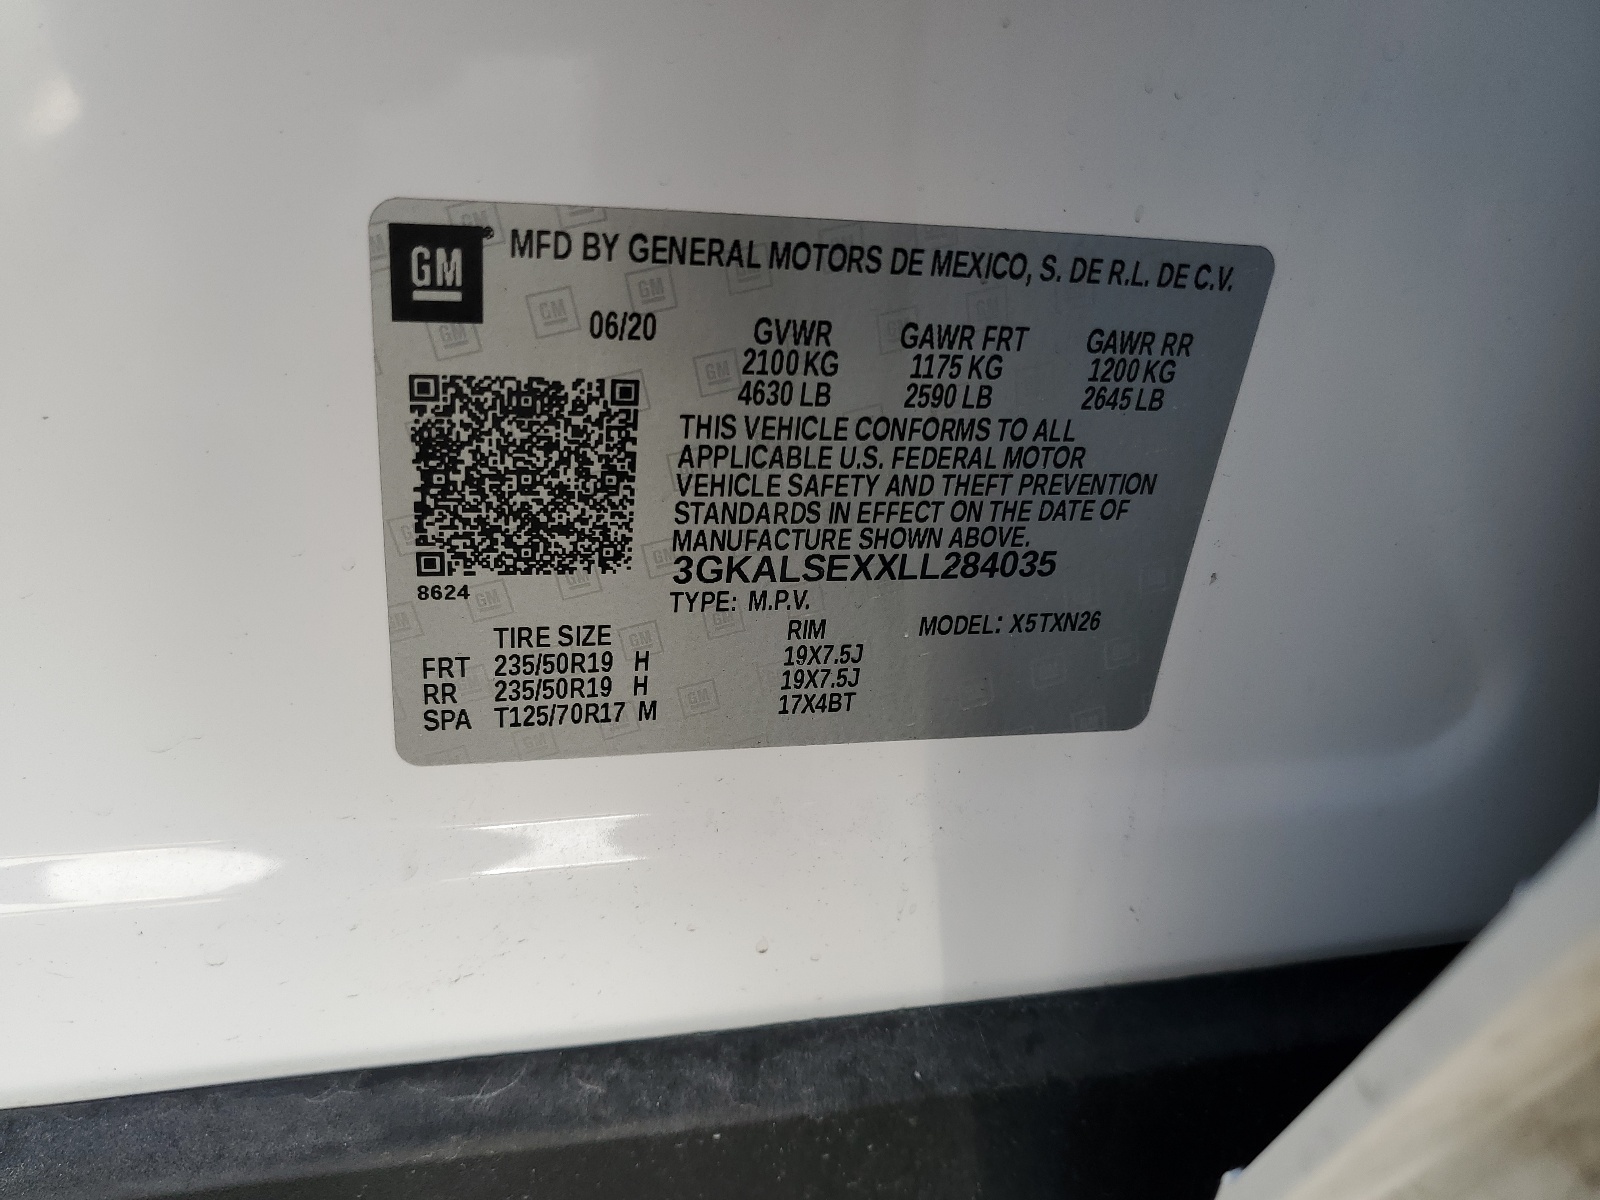 GM® MFD BY GENERAL MOTORS DE MEXICO, S. DE R.L. DE C.V.
06/20 GVWR GAWR FRT GAWR RR
2100 KG 1175 KG 1200 KG
4630 LB 2590 LB 2645 LB
THIS VEHICLE CONFORMS TO ALL
APPLICABLE U.S. FEDERAL MOTOR
VEHICLE SAFETY AND THEFT PREVENTION
STANDARDS IN EFFECT ON THE DATE OF
MANUFACTURE SHOWN ABOVE.
3GKALSEXXLL284035
8624
TYPE: M.P.V. MODEL: X5TXN26
TIRE SIZE RIM
FRT 235/50R19 H 19X7.5J
RR 235/50R19 H 19X7.5J
SPA T125/70R17 M 17X4BT